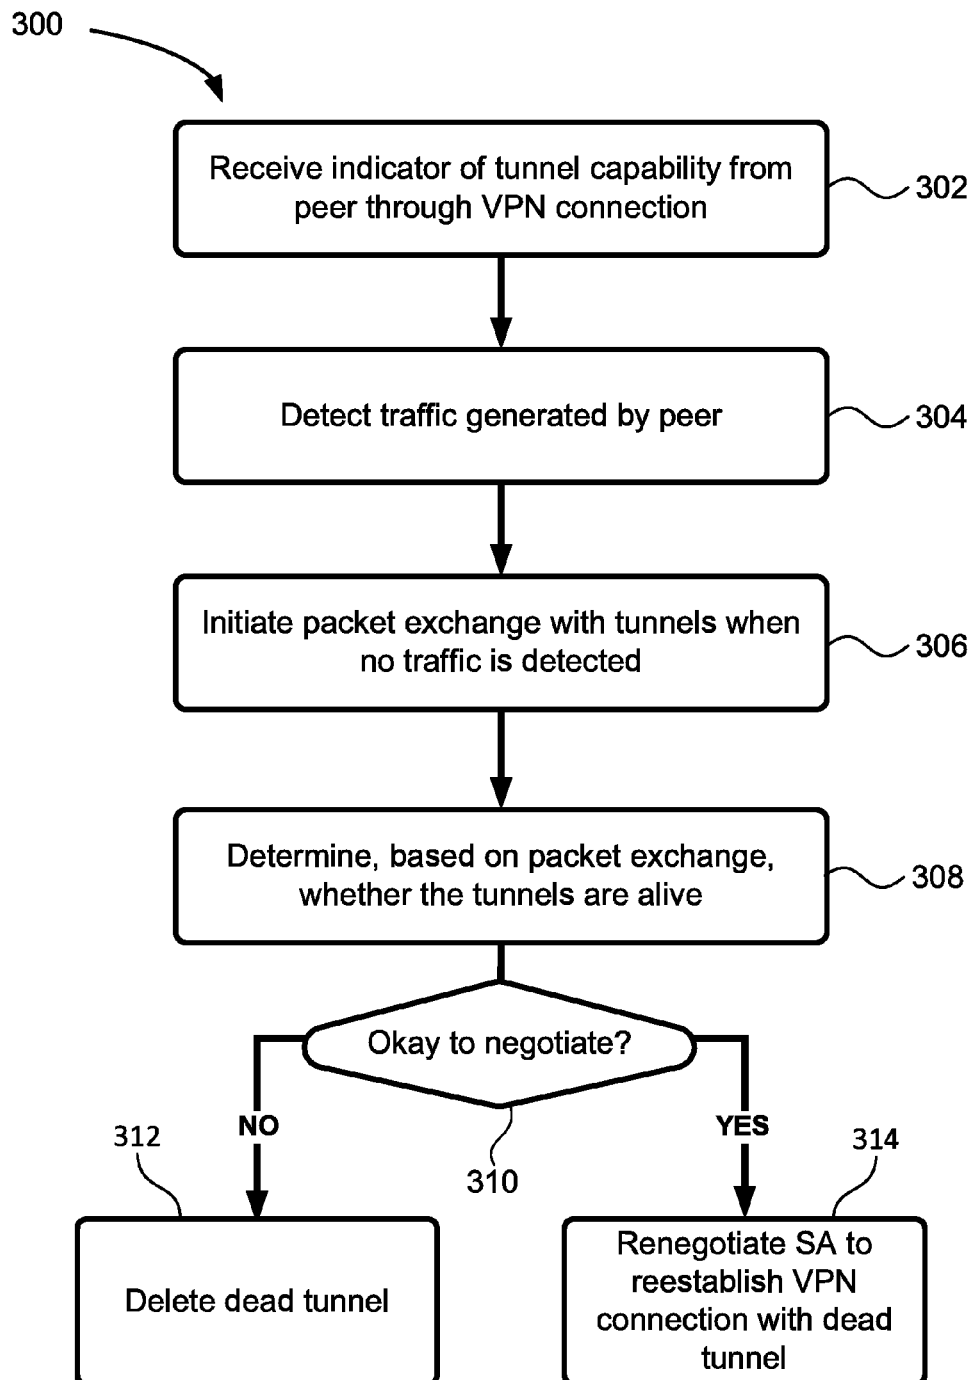 300
Receive indicator of tunnel capability from
peer through VPN connection
302
Detect traffic generated by peer
304
Initiate packet exchange with tunnels when
no traffic is detected
306
Determine, based on packet exchange,
whether the tunnels are alive
308
Okay to negotiate?
310
NO
YES
312
314
Delete dead tunnel
Renegotiate SA to
reestablish VPN
connection with dead
tunnel